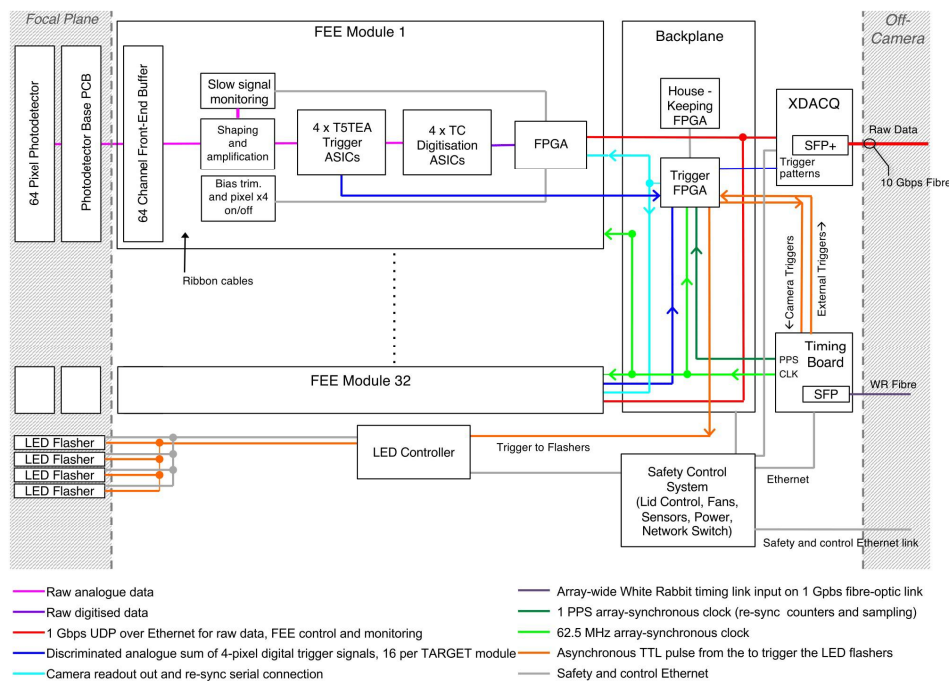 Focal Plane
FEE Module 1
Backplane
Off-
Camera
64 Pixel Photodetector
Photodetector Base PCB
64 Channel Front-End Buffer
Slow signal
monitoring
Shaping
and
amplification
Bias trim.
and pixel x4
on/off
4 x T5TEA
Trigger
ASICs
4 x TC
Digitisation
ASICs
FPGA
House -
Keeping
FPGA
Trigger
FPGA
XDACQ
SFP+
Trigger
patterns
Raw Data
10 Gbps Fibre
Ribbon cables
←Camera Triggers
External Triggers→
Timing
Board
PPS
CLK
SFP
WR Fibre
FEE Module 32
LED Flasher
LED Flasher
LED Flasher
LED Flasher
LED Controller
Trigger to Flashers
Safety Control
System
(Lid Control, Fans,
Sensors, Power,
Network Switch)
Ethernet
Safety and control Ethernet link
Raw analogue data
Raw digitised data
1 Gbps UDP over Ethernet for raw data, FEE control and monitoring
Discriminated analogue sum of 4-pixel digital trigger signals, 16 per TARGET module
Camera readout out and re-sync serial connection
Array-wide White Rabbit timing link input on 1 Gpbs fibre-optic link
1 PPS array-synchronous clock (re-sync counters and sampling)
62.5 MHz array-synchronous clock
Asynchronous TTL pulse from the to trigger the LED flashers
Safety and control Ethernet